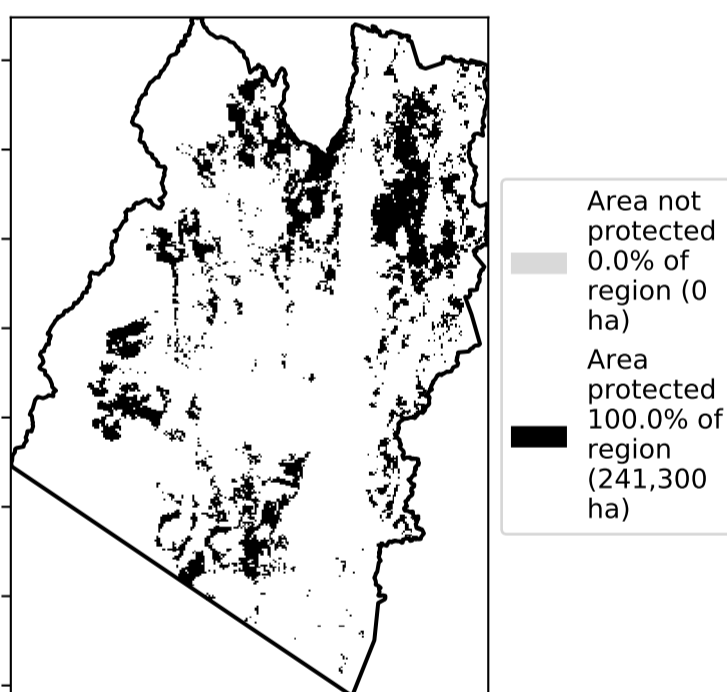 Area not
protected
0.0% of
region (0
ha)
Area
protected
100.0% of
region
(241,300
ha)